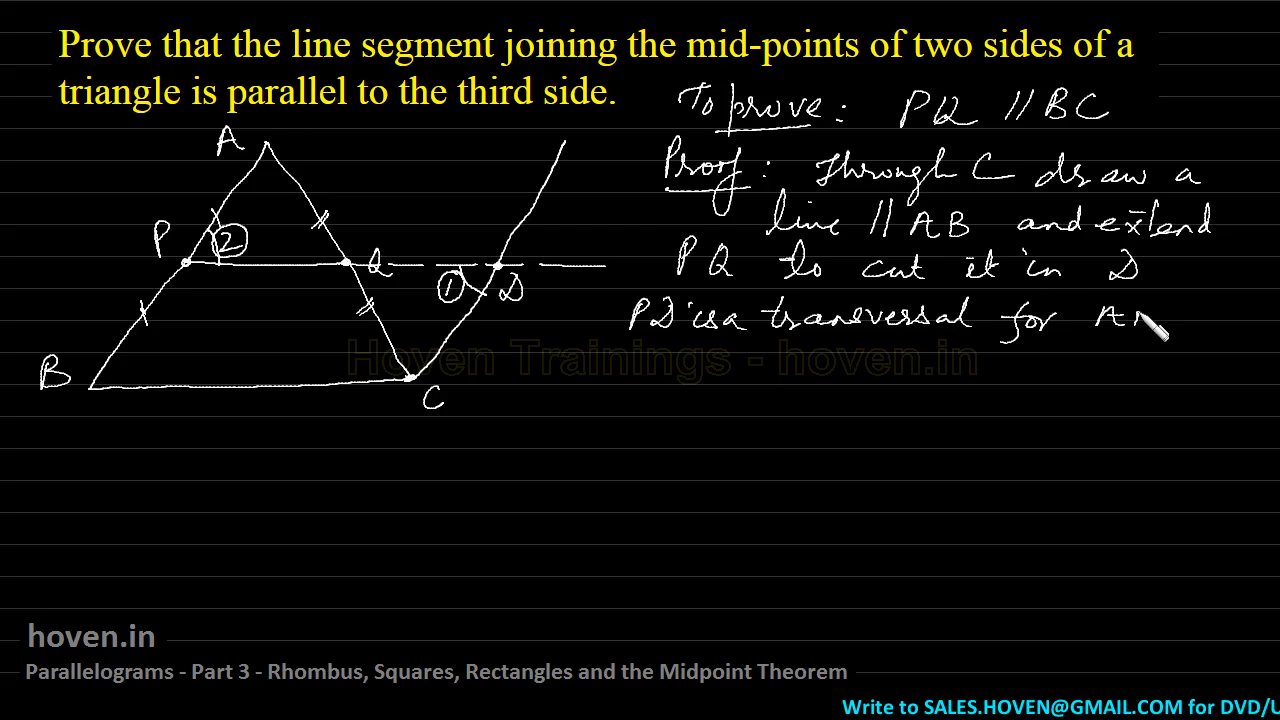 Prove that the line segment joining the mid-points of two sides of a
triangle is parallel to the third side.
To prove: PQ // BC
Proof: Through C draw a
line // AB and extend
PQ to cut it in D
PD is a transversal for A
A
P
2
Q
1
D
B
C
Hoven Trainings - hoven.in
hoven.in
Parallelograms - Part 3 - Rhombus, Squares, Rectangles and the Midpoint Theorem
Write to SALES.HOVEN@GMAIL.COM for DVD/U